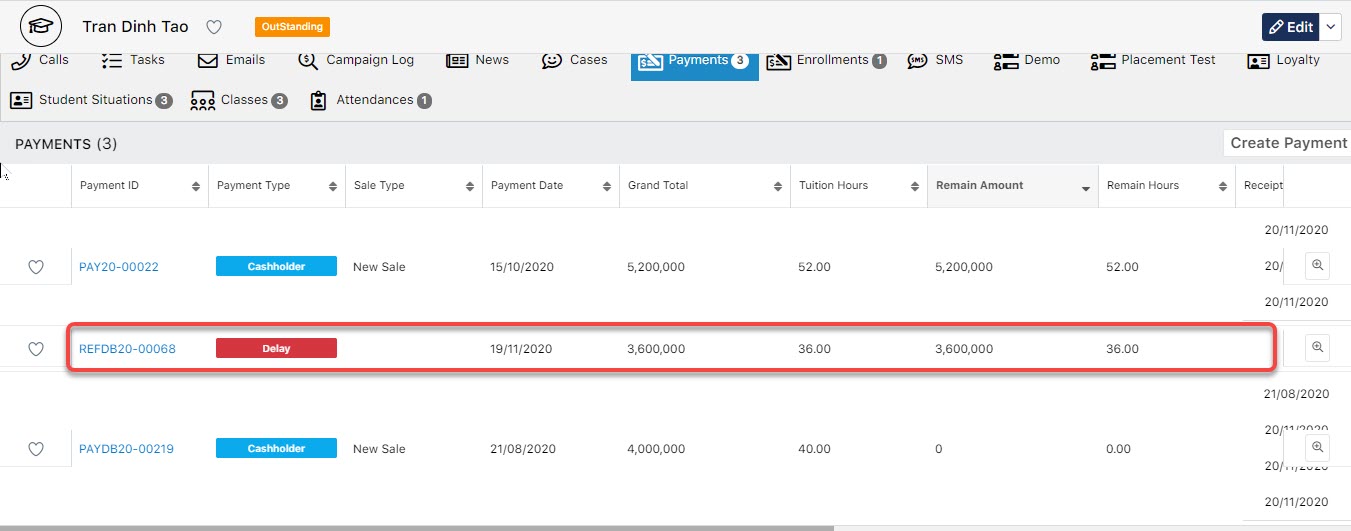 Tran Dinh Tao OutStanding Edit
Calls Tasks Emails Campaign Log News Cases Payments 3 Enrollments 1 SMS Demo Placement Test Loyalty
Student Situations 3 Classes 3 Attendances 1
PAYMENTS (3) Create Payment
Payment ID Payment Type Sale Type Payment Date Grand Total Tuition Hours Remain Amount Remain Hours Receipt
20/11/2020
PAY20-00022 Cashholder New Sale 15/10/2020 5,200,000 52.00 5,200,000 52.00 20/
20/11/2020
REFDB20-00068 Delay 19/11/2020 3,600,000 36.00 3,600,000 36.00
21/08/2020
20/11/2020
PAYDB20-00219 Cashholder New Sale 21/08/2020 4,000,000 40.00 0 0.00
20/11/2020
20/11/2020